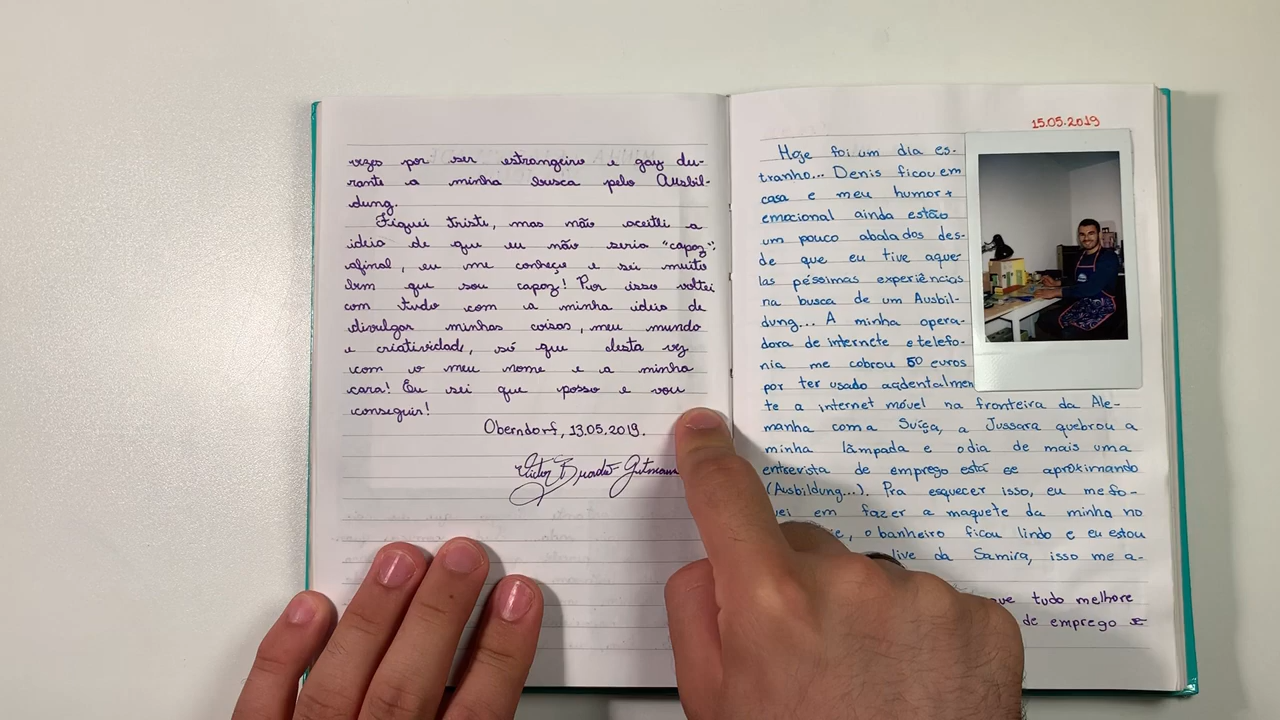 vezes por ser estrangeiro e gay du-
rante a minha busca pelo Ausbil-
dung.
Fiquei triste, mas não aceitei a
ideia de que eu não seria "capaz";
afinal, eu me conheço e sei muito
bem que sou capaz! Por isso voltei
com tudo com a minha ideia de
divulgar minhas coisas, meu mundo
e criatividade, só que desta vez
com o meu nome e a minha
cara! Eu sei que posso e vou
conseguir!
Oberndorf, 13.05.2019.
Victor
15.05.2019
Hoje foi um dia es-
tranho... Denis ficou em
casa e meu humor+
emocional ainda estão
um pouco abalados des-
de que eu tive aque-
las péssimas experiências
na busca de um Ausbil-
dung... A minha opera-
dora de internete e telefo-
nia me cobrou 50 euros
por ter usado acidentalmen
te a internet móvel na fronteira da Ale-
manha com a Suíça, a Jussara quebrou a
minha lâmpada e o dia de mais uma
entrevista de emprego está se aproximando
(Ausbildung...). Pra esquecer isso, eu me fo-
quei em fazer a maquete da minha no
, o banheiro ficou lindo e eu estou
live da Samira, isso me a-
que tudo melhore
de emprego e